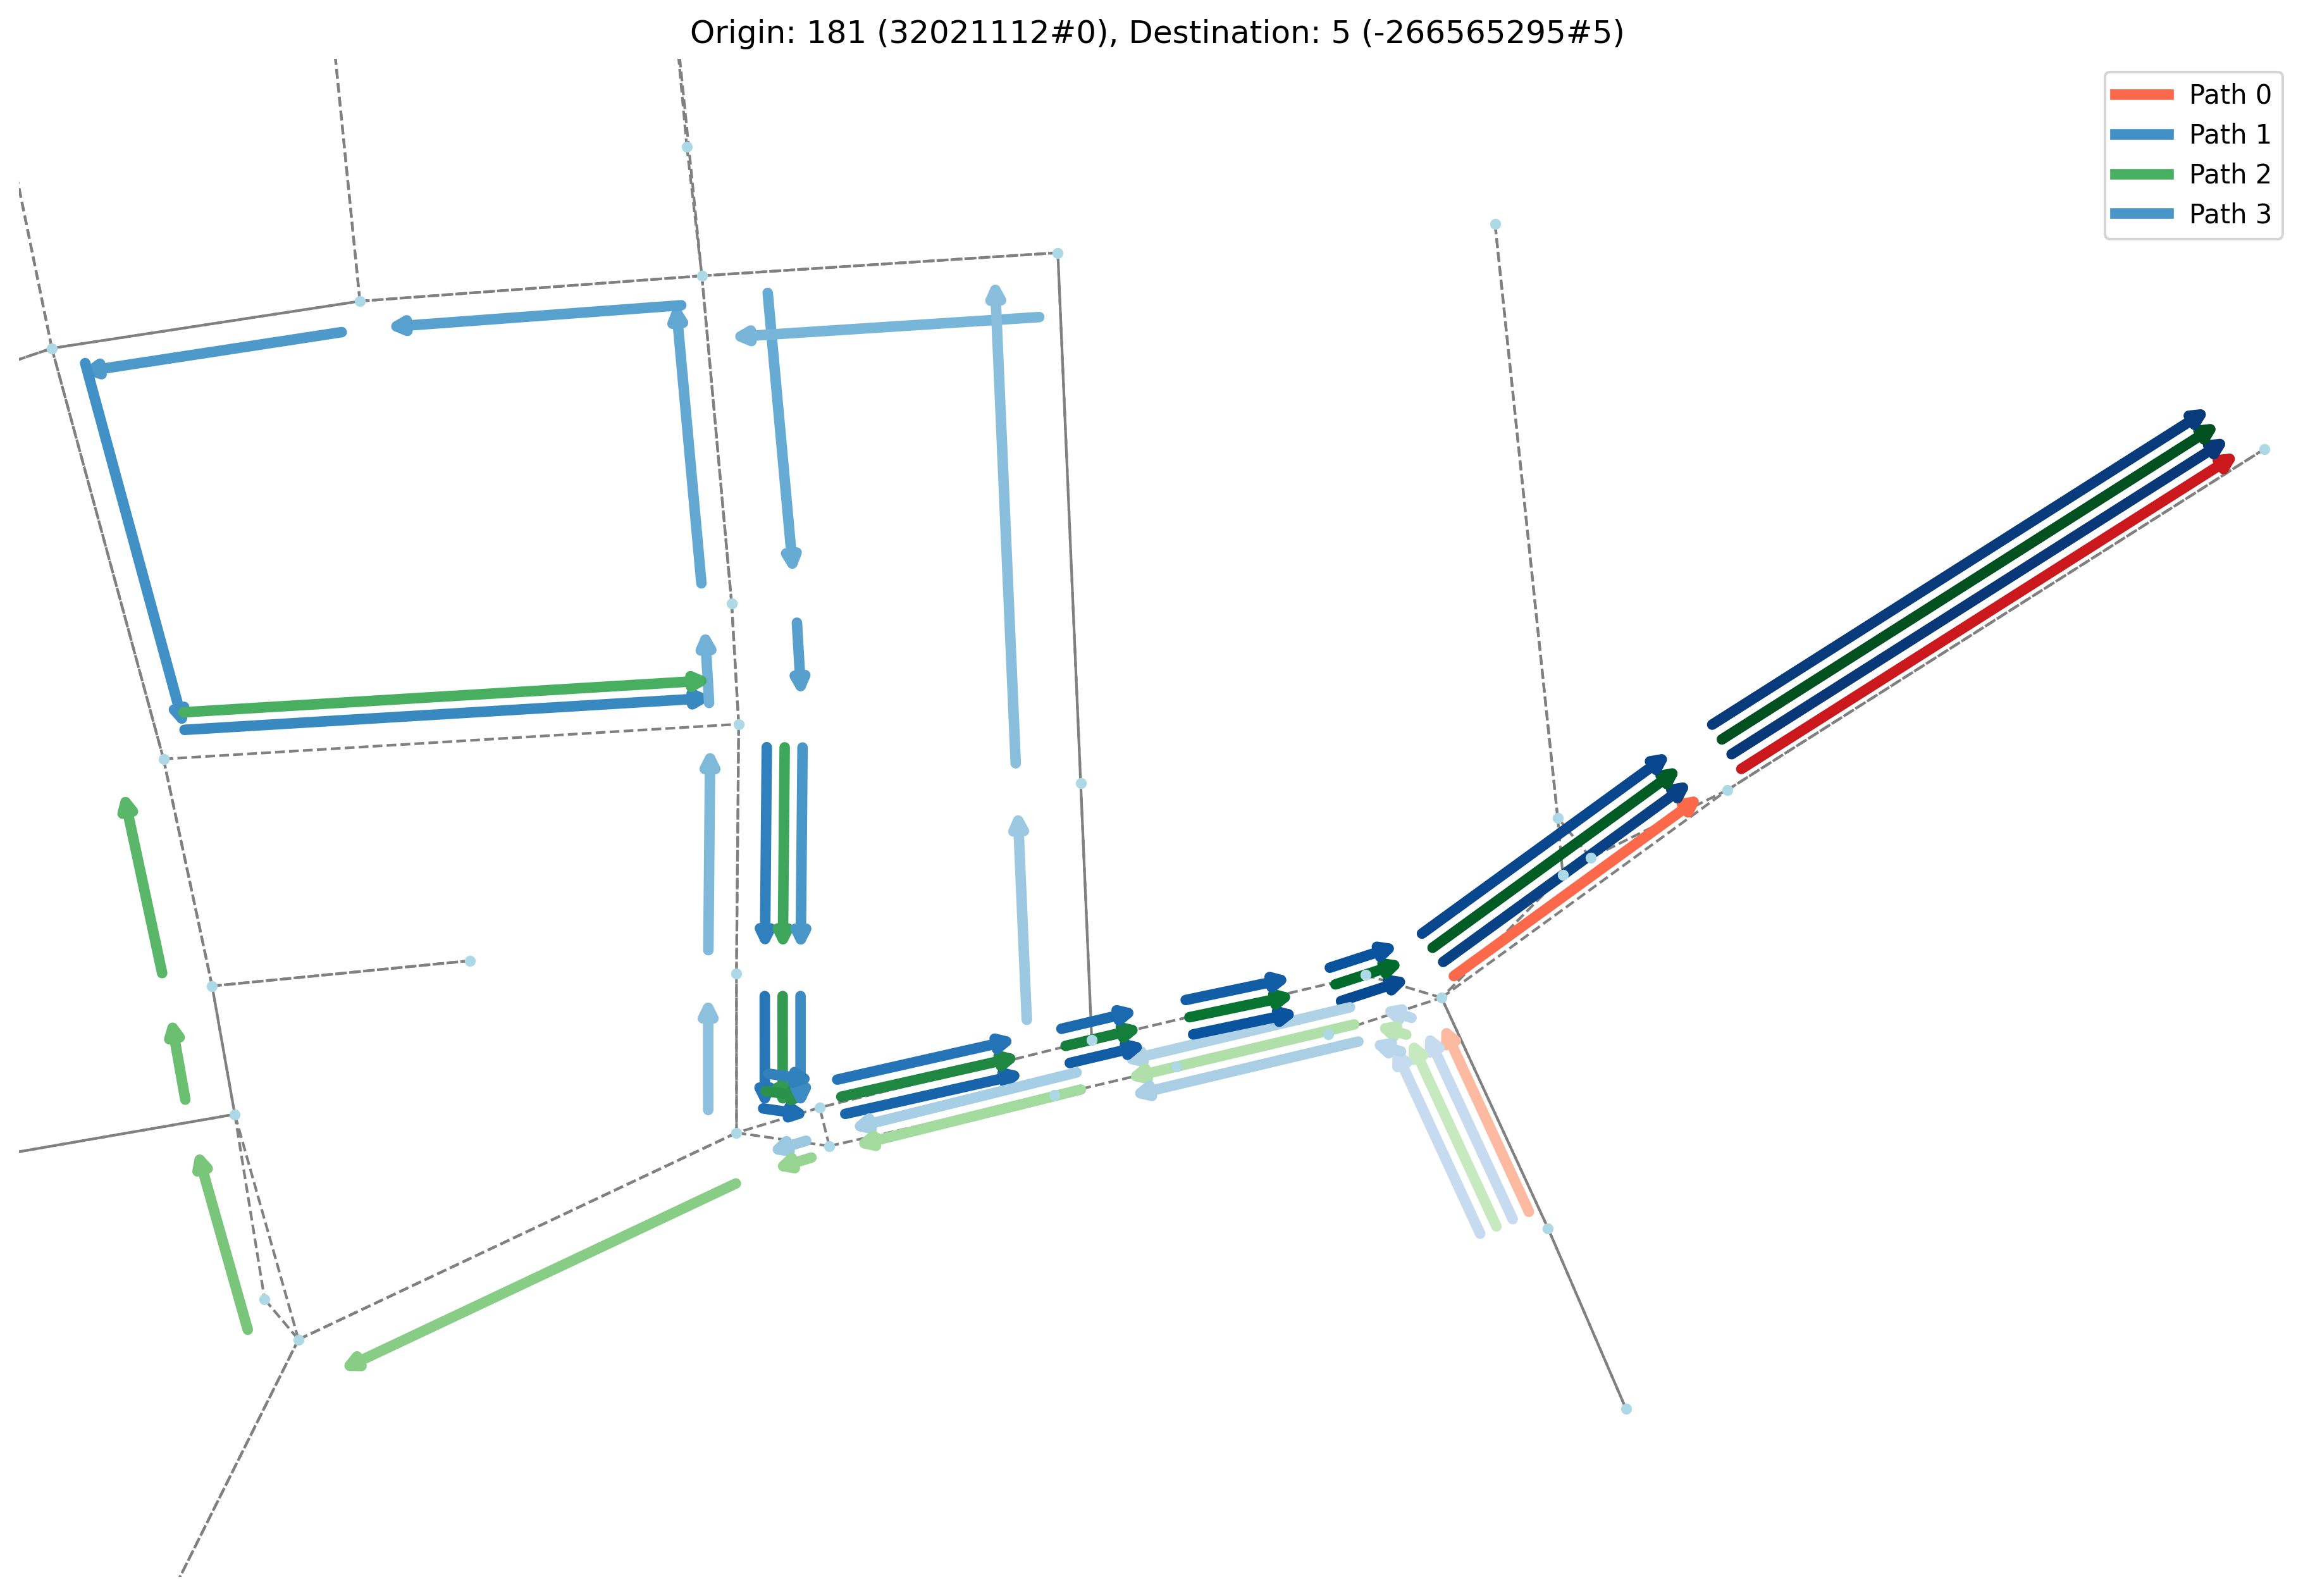 Origin: 181 (32021112#0), Destination: 5 (-266565295#5)
Path 0
Path 1
Path 2
Path 3